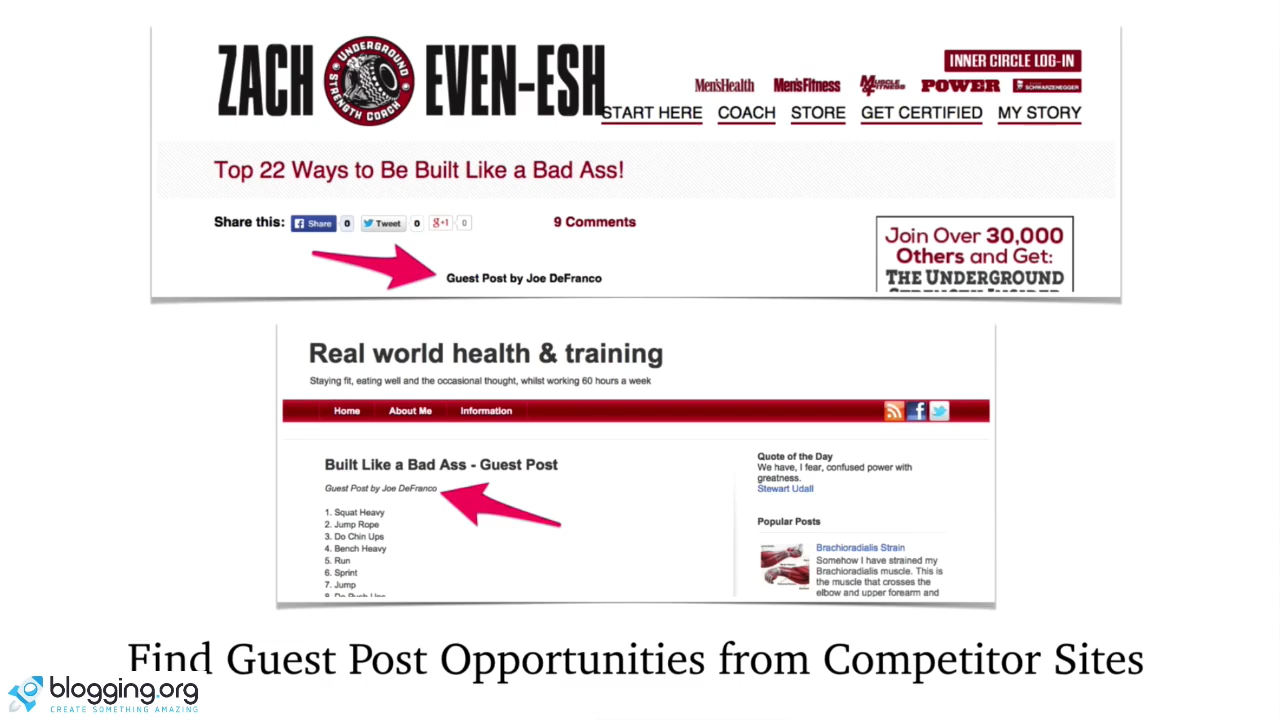 ZACH EVEN-ESH
UNDERGROUND STRENGTH COACH
INNER CIRCLE LOG-IN
Men'sHealth Men'sFitness MUSCLE & FITNESS POWER SCHWARZENEGGER
START HERE COACH STORE GET CERTIFIED MY STORY
Top 22 Ways to Be Built Like a Bad Ass!
Share this: Share 0 Tweet 0 g+1 0 9 Comments
Guest Post by Joe DeFranco
Join Over 30,000
Others and Get:
THE UNDERGROUND
STRENGTH INSIDER
Real world health & training
Staying fit, eating well and the occasional thought, whilst working 60 hours a week
Home About Me Information
Built Like a Bad Ass - Guest Post
Guest Post by Joe DeFranco
1. Squat Heavy
2. Jump Rope
3. Do Chin Ups
4. Bench Heavy
5. Run
6. Sprint
7. Jump
8. Do Push Ups
Quote of the Day
We have, I fear, confused power with
greatness.
Stewart Udall
Popular Posts
Brachioradialis Strain
Somehow I have strained my
Brachioradialis muscle. This is
the muscle that crosses the
elbow and upper forearm and
Find Guest Post Opportunities from Competitor Sites
blogging.org
CREATE SOMETHING AMAZING